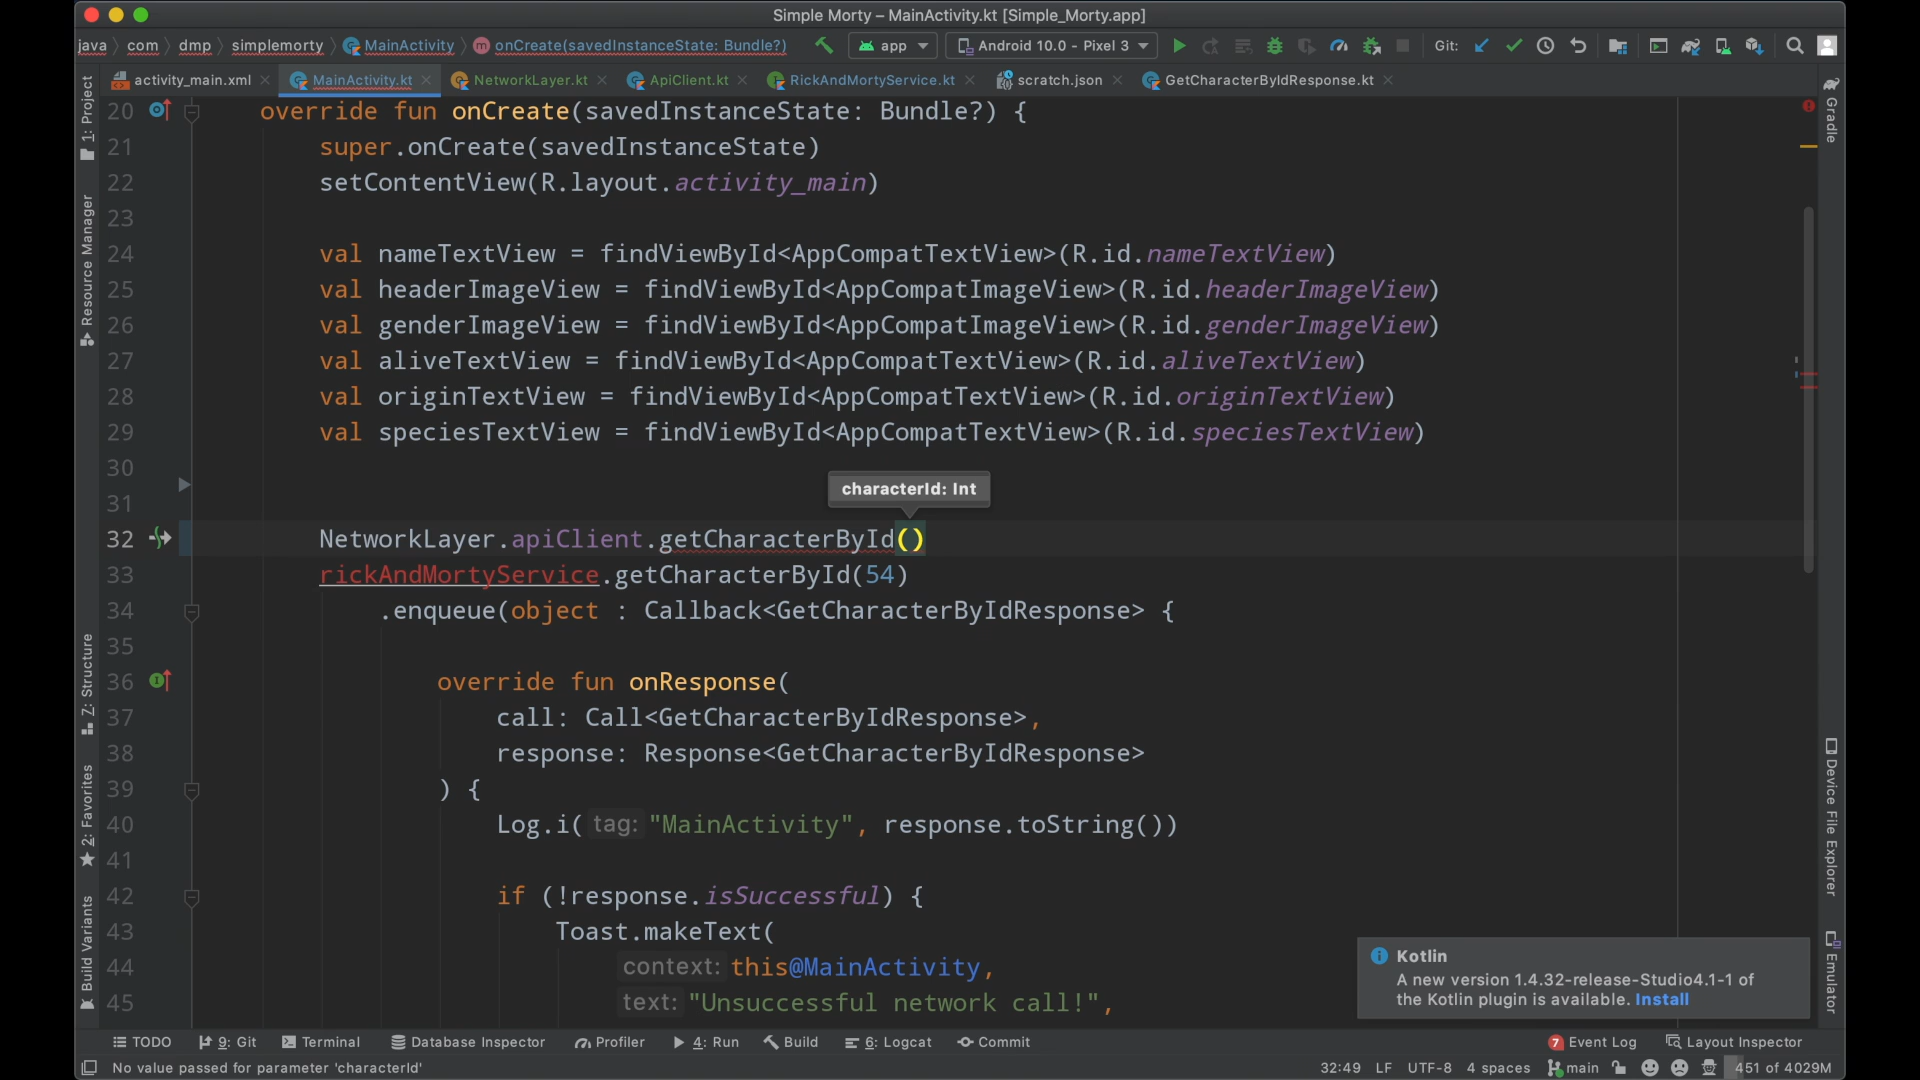 Simple Morty – MainActivity.kt [Simple_Morty.app]
java com dmp simplemorty MainActivity onCreate(savedInstanceState: Bundle?) app Android 10.0 - Pixel 3 Git:
activity_main.xml MainActivity.kt NetworkLayer.kt ApiClient.kt RickAndMortyService.kt scratch.json GetCharacterByIdResponse.kt
1: Project
Resource Manager
Z: Structure
2: Favorites
Build Variants
20 override fun onCreate(savedInstanceState: Bundle?) {
21 super.onCreate(savedInstanceState)
22 setContentView(R.layout.activity_main)
23
24 val nameTextView = findViewById<AppCompatTextView>(R.id.nameTextView)
25 val headerImageView = findViewById<AppCompatImageView>(R.id.headerImageView)
26 val genderImageView = findViewById<AppCompatImageView>(R.id.genderImageView)
27 val aliveTextView = findViewById<AppCompatTextView>(R.id.aliveTextView)
28 val originTextView = findViewById<AppCompatTextView>(R.id.originTextView)
29 val speciesTextView = findViewById<AppCompatTextView>(R.id.speciesTextView)
30
characterId: Int
31
32 NetworkLayer.apiClient.getCharacterById()
33 rickAndMortyService.getCharacterById(54)
34 .enqueue(object : Callback<GetCharacterByIdResponse> {
35
36 override fun onResponse(
37 call: Call<GetCharacterByIdResponse>,
38 response: Response<GetCharacterByIdResponse>
39 ) {
40 Log.i( tag: "MainActivity", response.toString())
41
42 if (!response.isSuccessful) {
43 Toast.makeText(
44 context: this@MainActivity,
45 text: "Unsuccessful network call!",
Gradle
Device File Explorer
Emulator
Kotlin
A new version 1.4.32-release-Studio4.1-1 of
the Kotlin plugin is available. Install
TODO 9: Git Terminal Database Inspector Profiler 4: Run Build 6: Logcat Commit 7 Event Log Layout Inspector
No value passed for parameter 'characterId' 32:49 LF UTF-8 4 spaces main 451 of 4029M